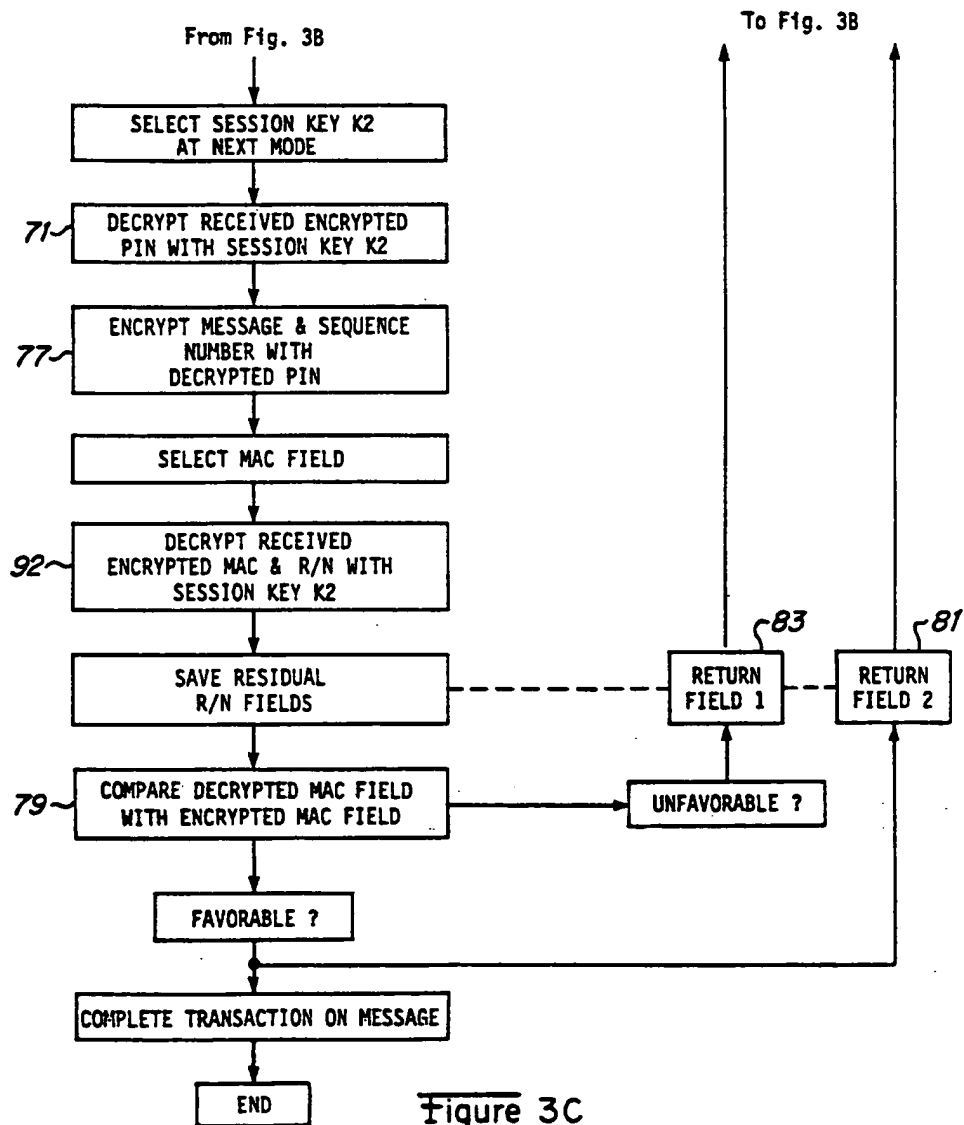 From Fig. 3B
To Fig. 3B
SELECT SESSION KEY K2
AT NEXT MODE
71
DECRYPT RECEIVED ENCRYPTED
PIN WITH SESSION KEY K2
77
ENCRYPT MESSAGE & SEQUENCE
NUMBER WITH
DECRYPTED PIN
SELECT MAC FIELD
92
DECRYPT RECEIVED
ENCRYPTED MAC & R/N WITH
SESSION KEY K2
SAVE RESIDUAL
R/N FIELDS
83
RETURN
FIELD 1
81
RETURN
FIELD 2
79
COMPARE DECRYPTED MAC FIELD
WITH ENCRYPTED MAC FIELD
UNFAVORABLE ?
FAVORABLE ?
COMPLETE TRANSACTION ON MESSAGE
END
Figure 3C